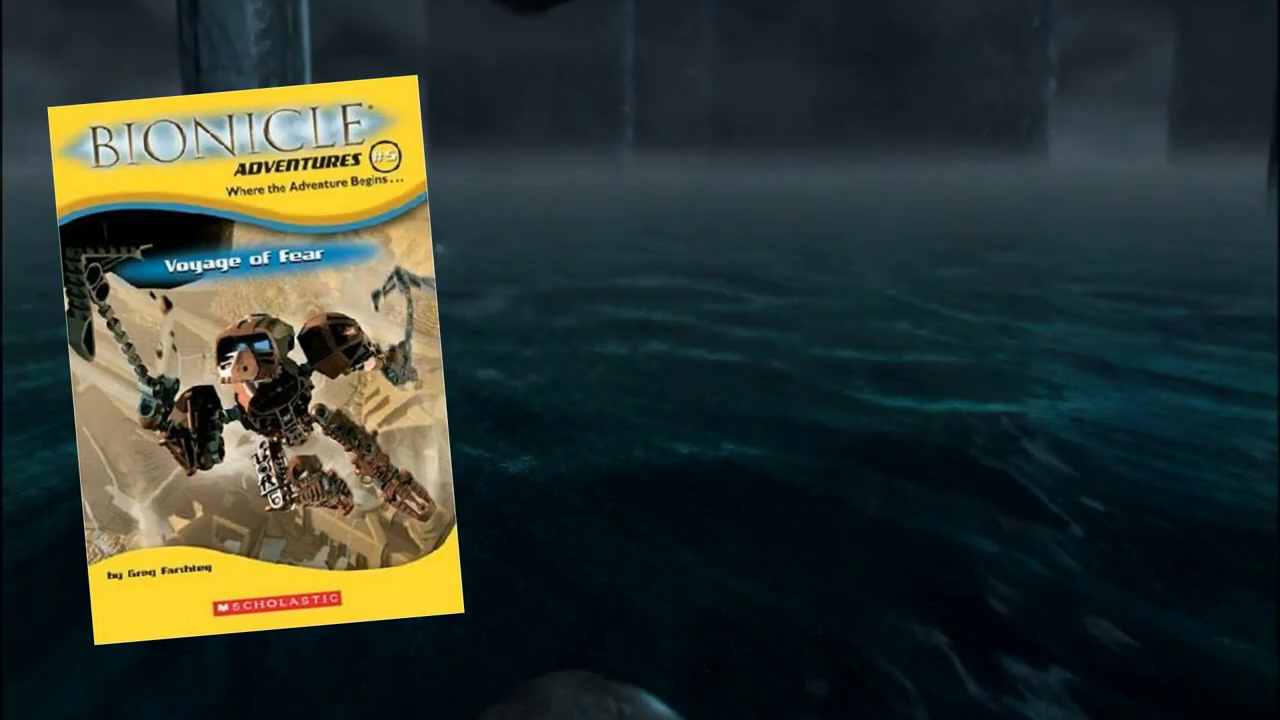 BIONICLE®
ADVENTURES #5
Where the Adventure Begins...
Voyage of Fear
by Greg Farshtey
SCHOLASTIC